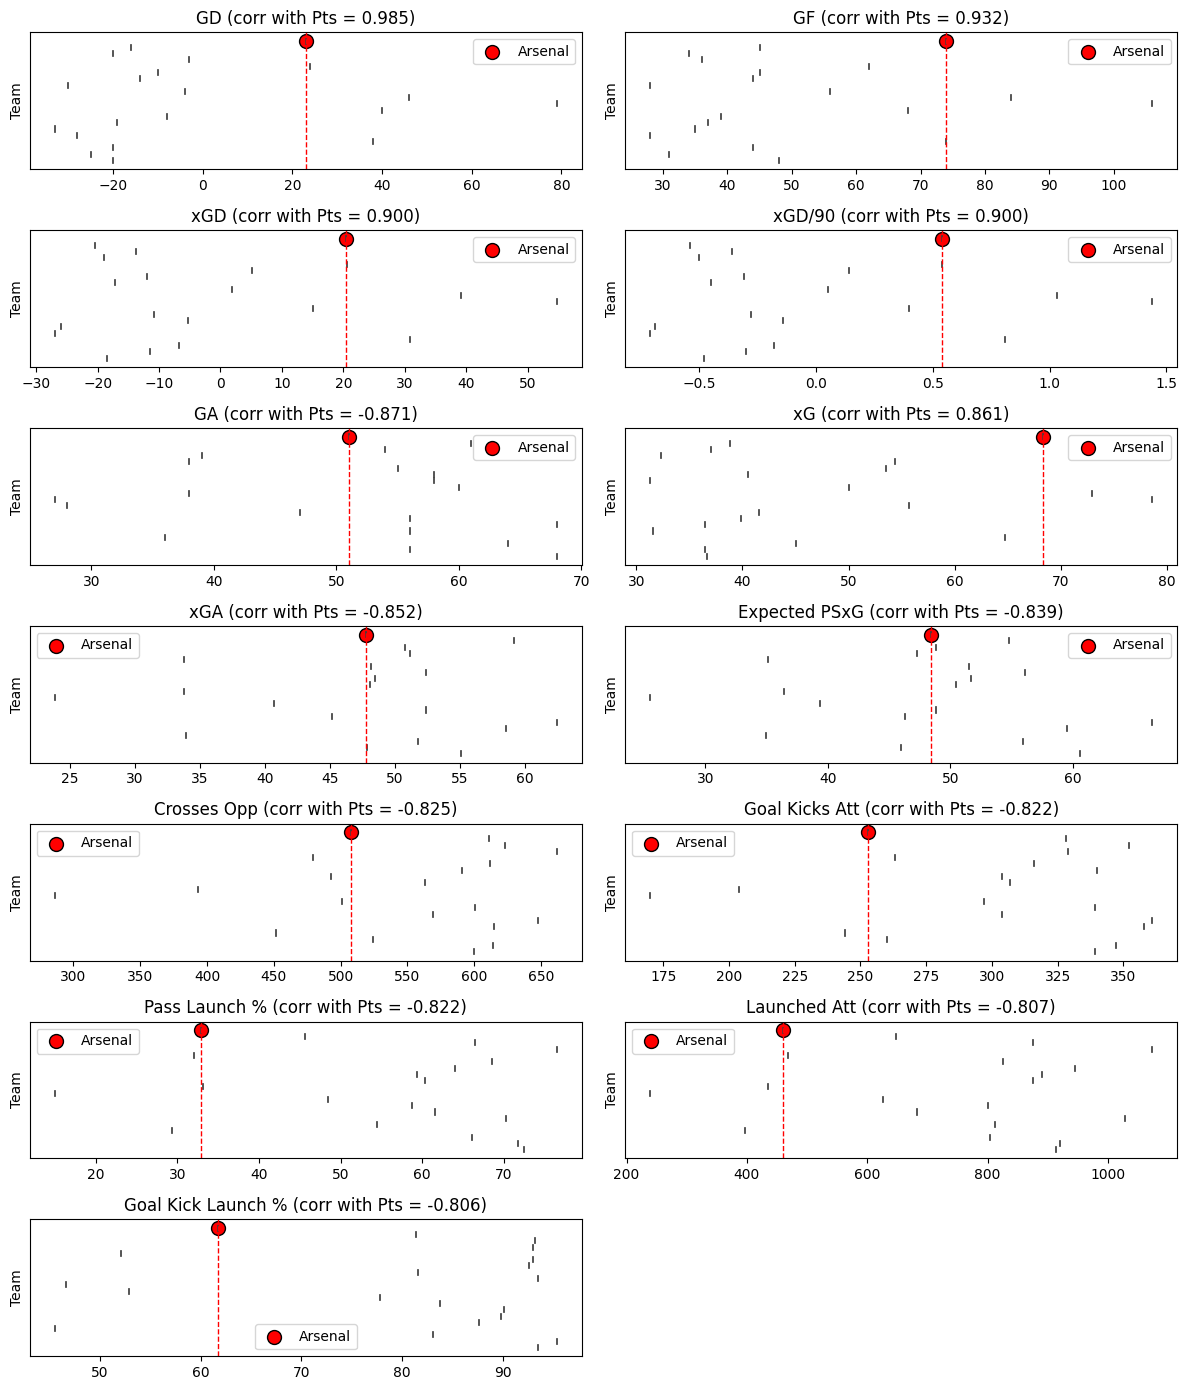 GD (corr with Pts = 0.985)
Arsenal
Team
−20 0 20 40 60 80
GF (corr with Pts = 0.932)
Arsenal
Team
30 40 50 60 70 80 90 100
xGD (corr with Pts = 0.900)
Arsenal
Team
−30 −20 −10 0 10 20 30 40 50
xGD/90 (corr with Pts = 0.900)
Arsenal
Team
−0.5 0.0 0.5 1.0 1.5
GA (corr with Pts = -0.871)
Arsenal
Team
30 40 50 60 70
xG (corr with Pts = 0.861)
Arsenal
Team
30 40 50 60 70 80
xGA (corr with Pts = -0.852)
Arsenal
Team
25 30 35 40 45 50 55 60
Expected PSxG (corr with Pts = -0.839)
Arsenal
Team
30 40 50 60
Crosses Opp (corr with Pts = -0.825)
Arsenal
Team
300 350 400 450 500 550 600 650
Goal Kicks Att (corr with Pts = -0.822)
Arsenal
Team
175 200 225 250 275 300 325 350
Pass Launch % (corr with Pts = -0.822)
Arsenal
Team
20 30 40 50 60 70
Launched Att (corr with Pts = -0.807)
Arsenal
Team
200 400 600 800 1000
Goal Kick Launch % (corr with Pts = -0.806)
Team
Arsenal
50 60 70 80 90